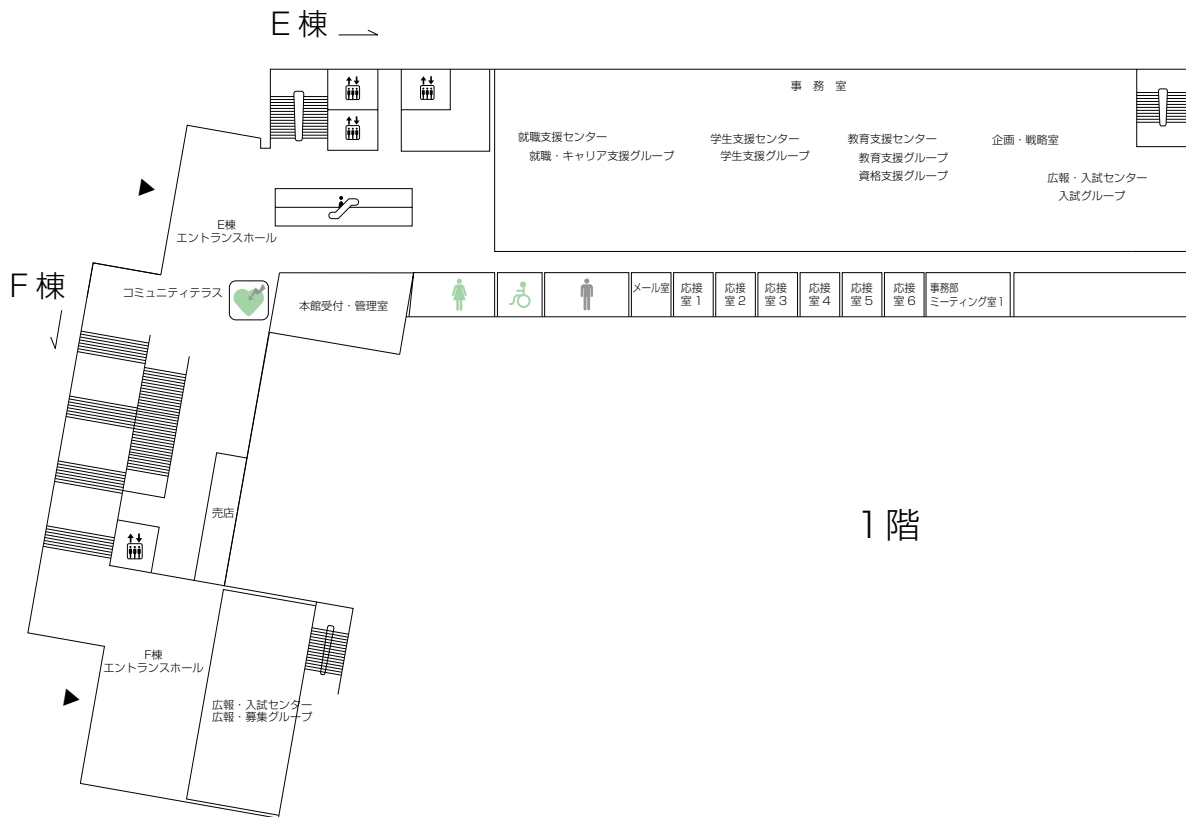 E棟
事 務 室
就職支援センター
就職・キャリア支援グループ
学生支援センター
学生支援グループ
教育支援センター
教育支援グループ
資格支援グループ
企画・戦略室
広報・入試センター
入試グループ
E棟
エントランスホール
F棟
コミュニティテラス
本館受付・管理室
メール室
応接
室1
応接
室2
応接
室3
応接
室4
応接
室5
応接
室6
事務部
ミーティング室1
売店
1階
F棟
エントランスホール
広報・入試センター
広報・募集グループ